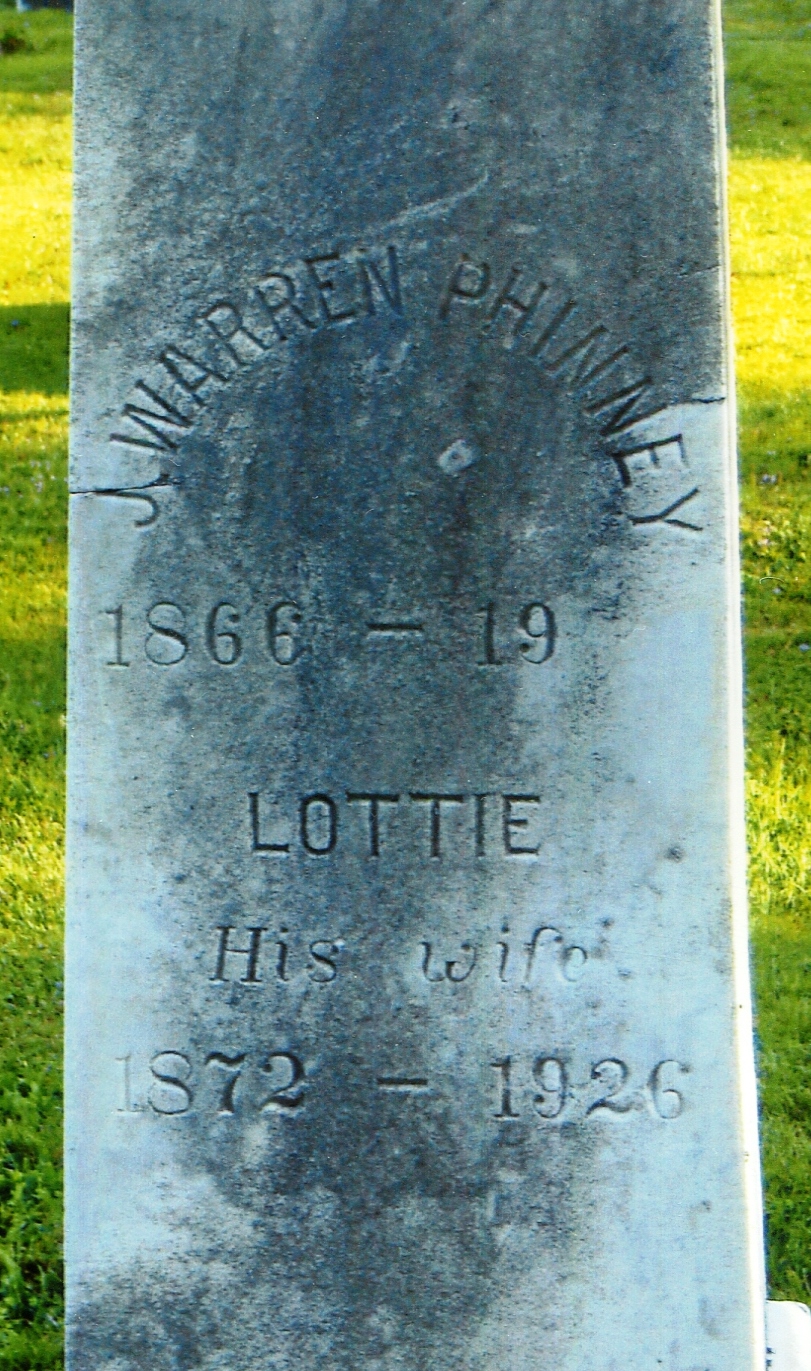 J. WARREN PHINNEY
1866 – 19
LOTTIE
His wife
1872 – 1926